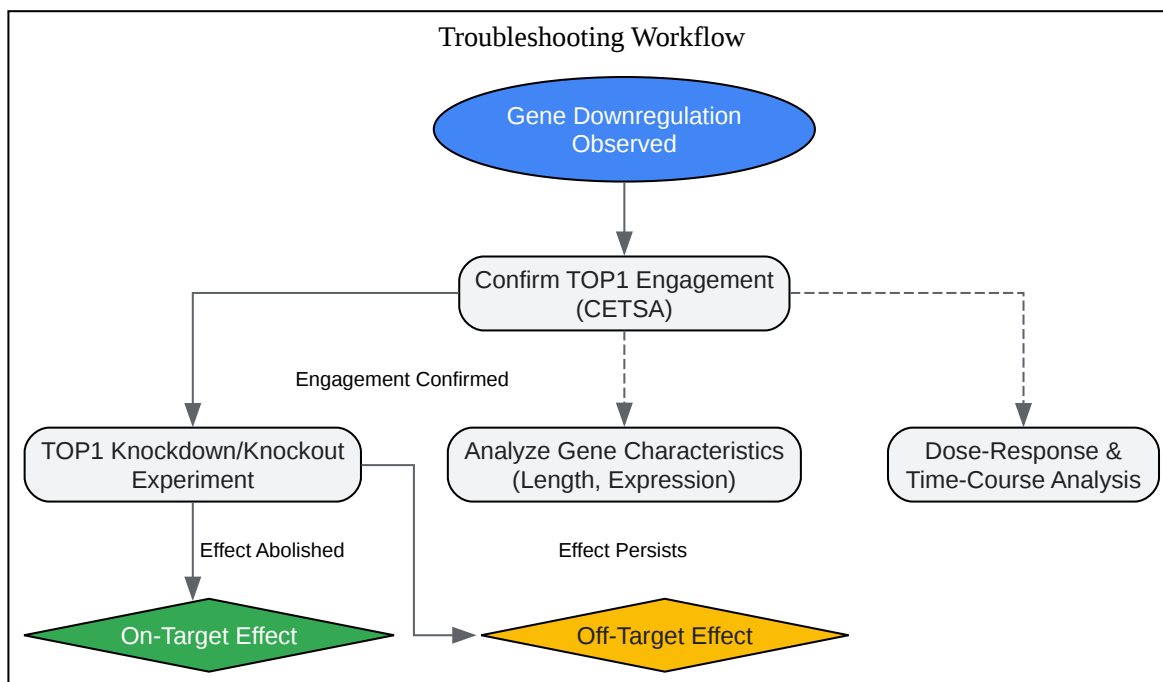 Troubleshooting Workflow
Gene Downregulation
Observed
Confirm TOP1 Engagement
(CETSA)
Engagement Confirmed
TOP1 Knockdown/Knockout
Experiment
Analyze Gene Characteristics
(Length, Expression)
Dose-Response &
Time-Course Analysis
Effect Abolished
Effect Persists
On-Target Effect
Off-Target Effect